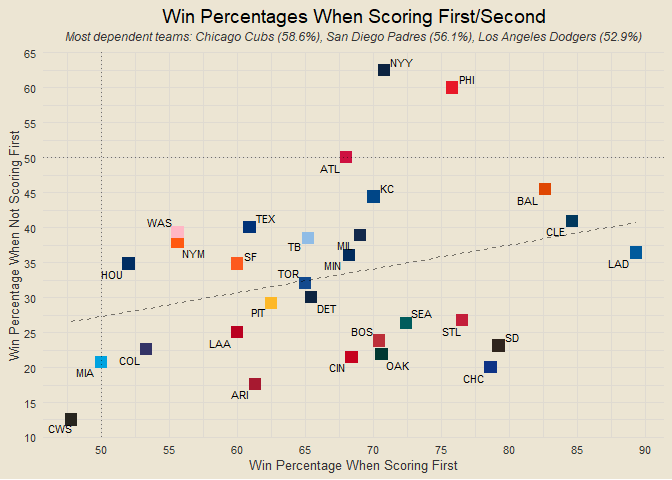 Win Percentages When Scoring First/Second
Most dependent teams: Chicago Cubs (58.6%), San Diego Padres (56.1%), Los Angeles Dodgers (52.9%)
Win Percentage When Not Scoring First
65
60
55
50
45
40
35
30
25
20
15
10
NYY
PHI
ATL
KC
BAL
WAS
TEX
CLE
NYM
TB
MIL
HOU
SF
MIN
LAD
TOR
PIT
DET
SEA
LAA
BOS
STL
SD
MIA
COL
CIN
OAK
CHC
ARI
CWS
50
55
60
65
70
75
80
85
90
Win Percentage When Scoring First